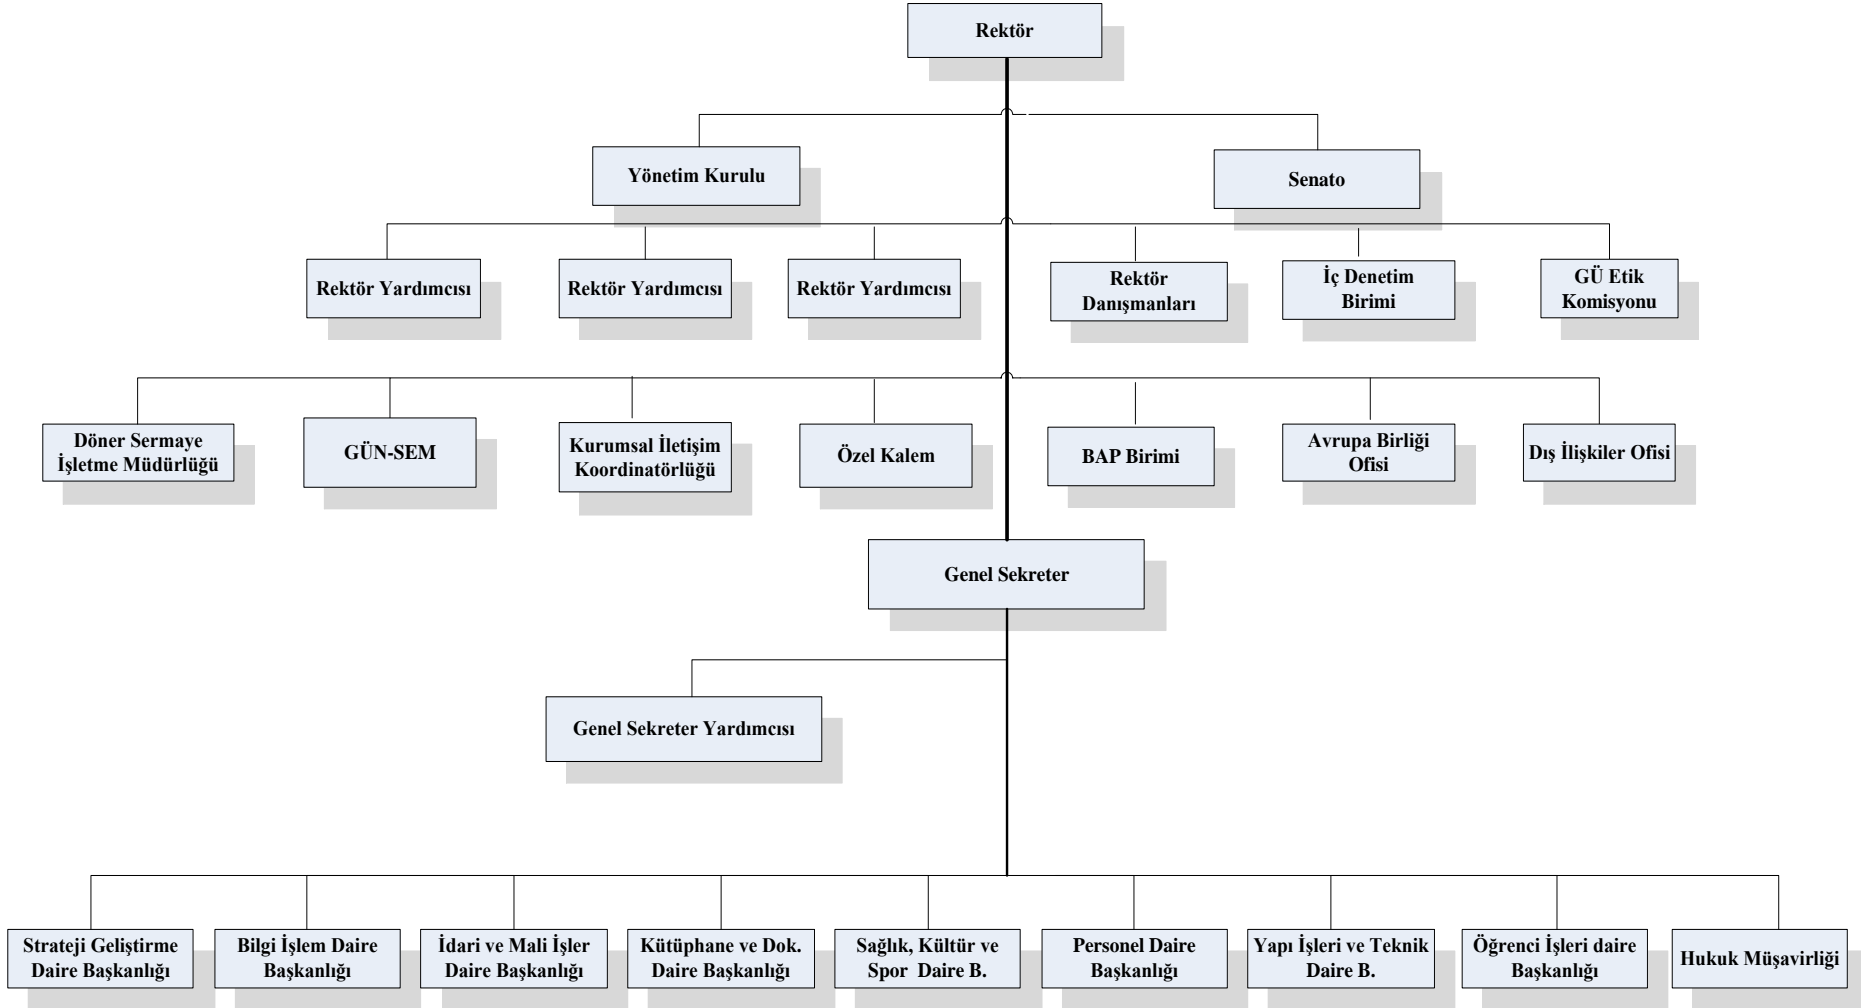 Rektör
Yönetim Kurulu
Senato
Rektör Yardımcısı
Rektör Yardımcısı
Rektör Yardımcısı
Rektör
Danışmanları
İç Denetim
Birimi
GÜ Etik
Komisyonu
Döner Sermaye
İşletme Müdürlüğü
GÜN-SEM
Kurumsal İletişim
Koordinatörlüğü
Özel Kalem
BAP Birimi
Avrupa Birliği
Ofisi
Dış İlişkiler Ofisi
Genel Sekreter
Genel Sekreter Yardımcısı
Strateji Geliştirme
Daire Başkanlığı
Bilgi İşlem Daire
Başkanlığı
İdari ve Mali İşler
Daire Başkanlığı
Kütüphane ve Dok.
Daire Başkanlığı
Sağlık, Kültür ve
Spor  Daire B.
Personel Daire
Başkanlığı
Yapı İşleri ve Teknik
Daire B.
Öğrenci İşleri daire
Başkanlığı
Hukuk Müşavirliği